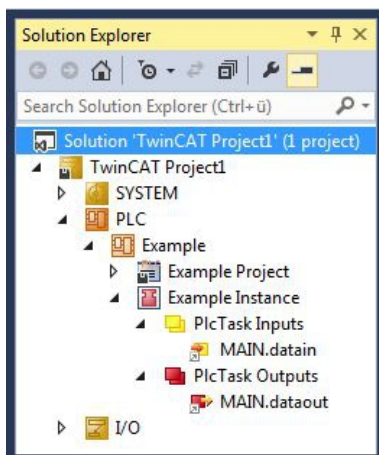 Solution Explorer
Search Solution Explorer (Ctrl+ü)
Solution 'TwinCAT Project1' (1 project)
TwinCAT Project1
SYSTEM
PLC
Example
Example Project
Example Instance
PlcTask Inputs
MAIN.datain
PlcTask Outputs
MAIN.dataout
I/O